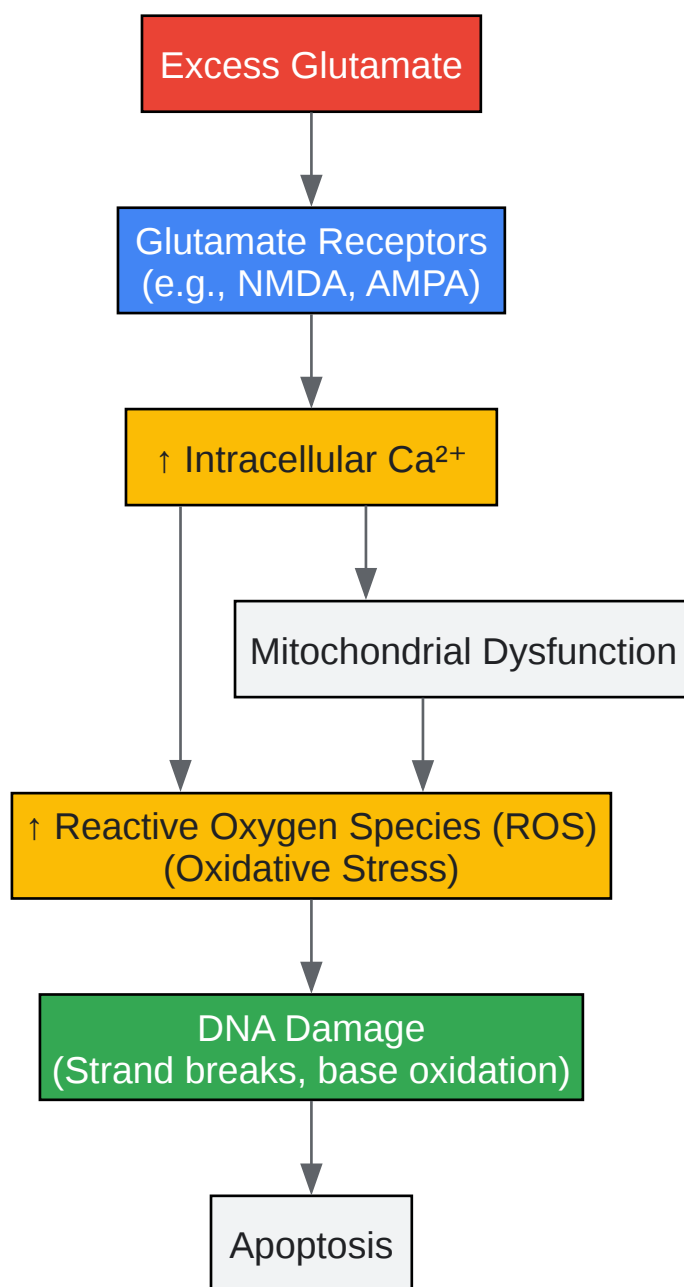 Excess Glutamate
Glutamate Receptors
(e.g., NMDA, AMPA)
↑ Intracellular Ca²⁺
Mitochondrial Dysfunction
↑ Reactive Oxygen Species (ROS)
(Oxidative Stress)
DNA Damage
(Strand breaks, base oxidation)
Apoptosis